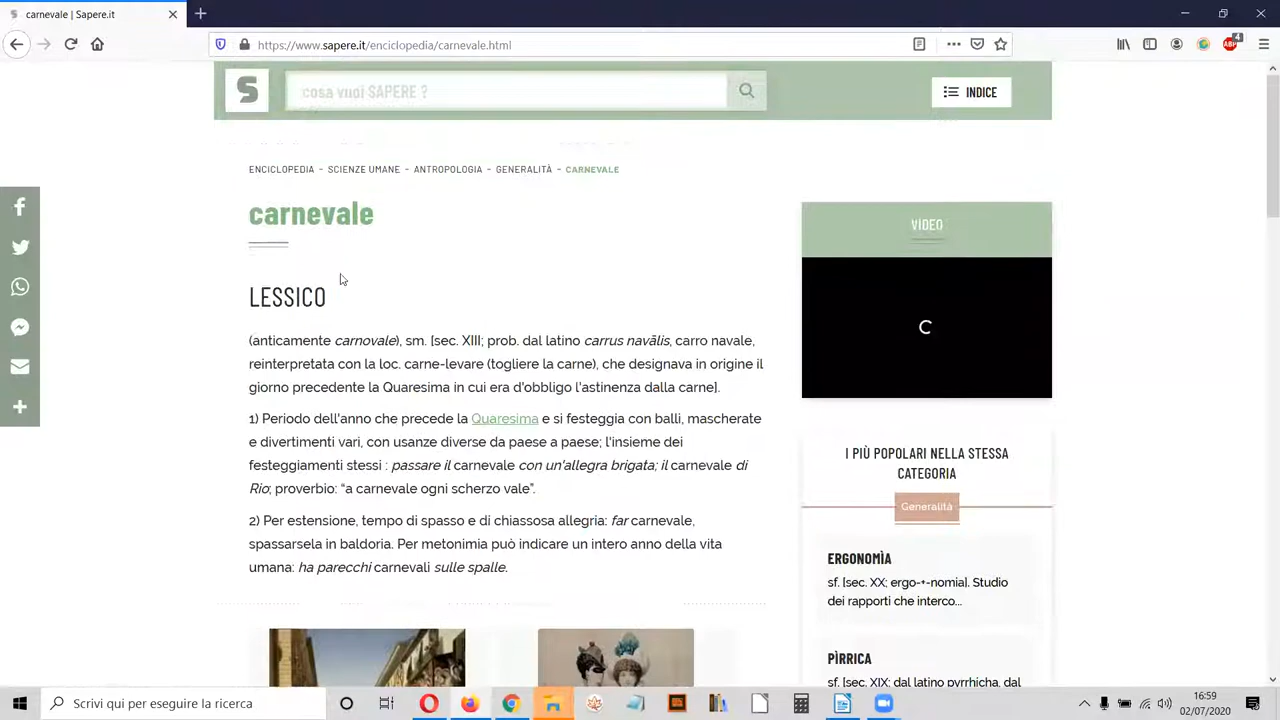 carnevale | Sapere.it
https://www.sapere.it/enciclopedia/carnevale.html
4
S
cosa vuoi SAPERE ?
INDICE
ENCICLOPEDIA - SCIENZE UMANE - ANTROPOLOGIA - GENERALITÀ - CARNEVALE
carnevale
LESSICO
(anticamente carnovale), sm. [sec. XIII; prob. dal latino carrus navālis, carro navale,
reinterpretata con la loc. carne-levare (togliere la carne), che designava in origine il
giorno precedente la Quaresima in cui era d'obbligo l'astinenza dalla carne].
1) Periodo dell'anno che precede la Quaresima e si festeggia con balli, mascherate
e divertimenti vari, con usanze diverse da paese a paese; l'insieme dei
festeggiamenti stessi : passare il carnevale con un'allegra brigata; il carnevale di
Rio; proverbio: “a carnevale ogni scherzo vale”.
2) Per estensione, tempo di spasso e di chiassosa allegria: far carnevale,
spassarsela in baldoria. Per metonimia può indicare un intero anno della vita
umana: ha parecchi carnevali sulle spalle.
VIDEO
I PIÙ POPOLARI NELLA STESSA
CATEGORIA
Generalità
ERGONOMÌA
sf. [sec. XX; ergo-+-nomia]. Studio
dei rapporti che interco...
PÌRRICA
sf. [sec. XIX; dal latino pyrrhicha, dal
Scrivi qui per eseguire la ricerca
16:59
02/07/2020